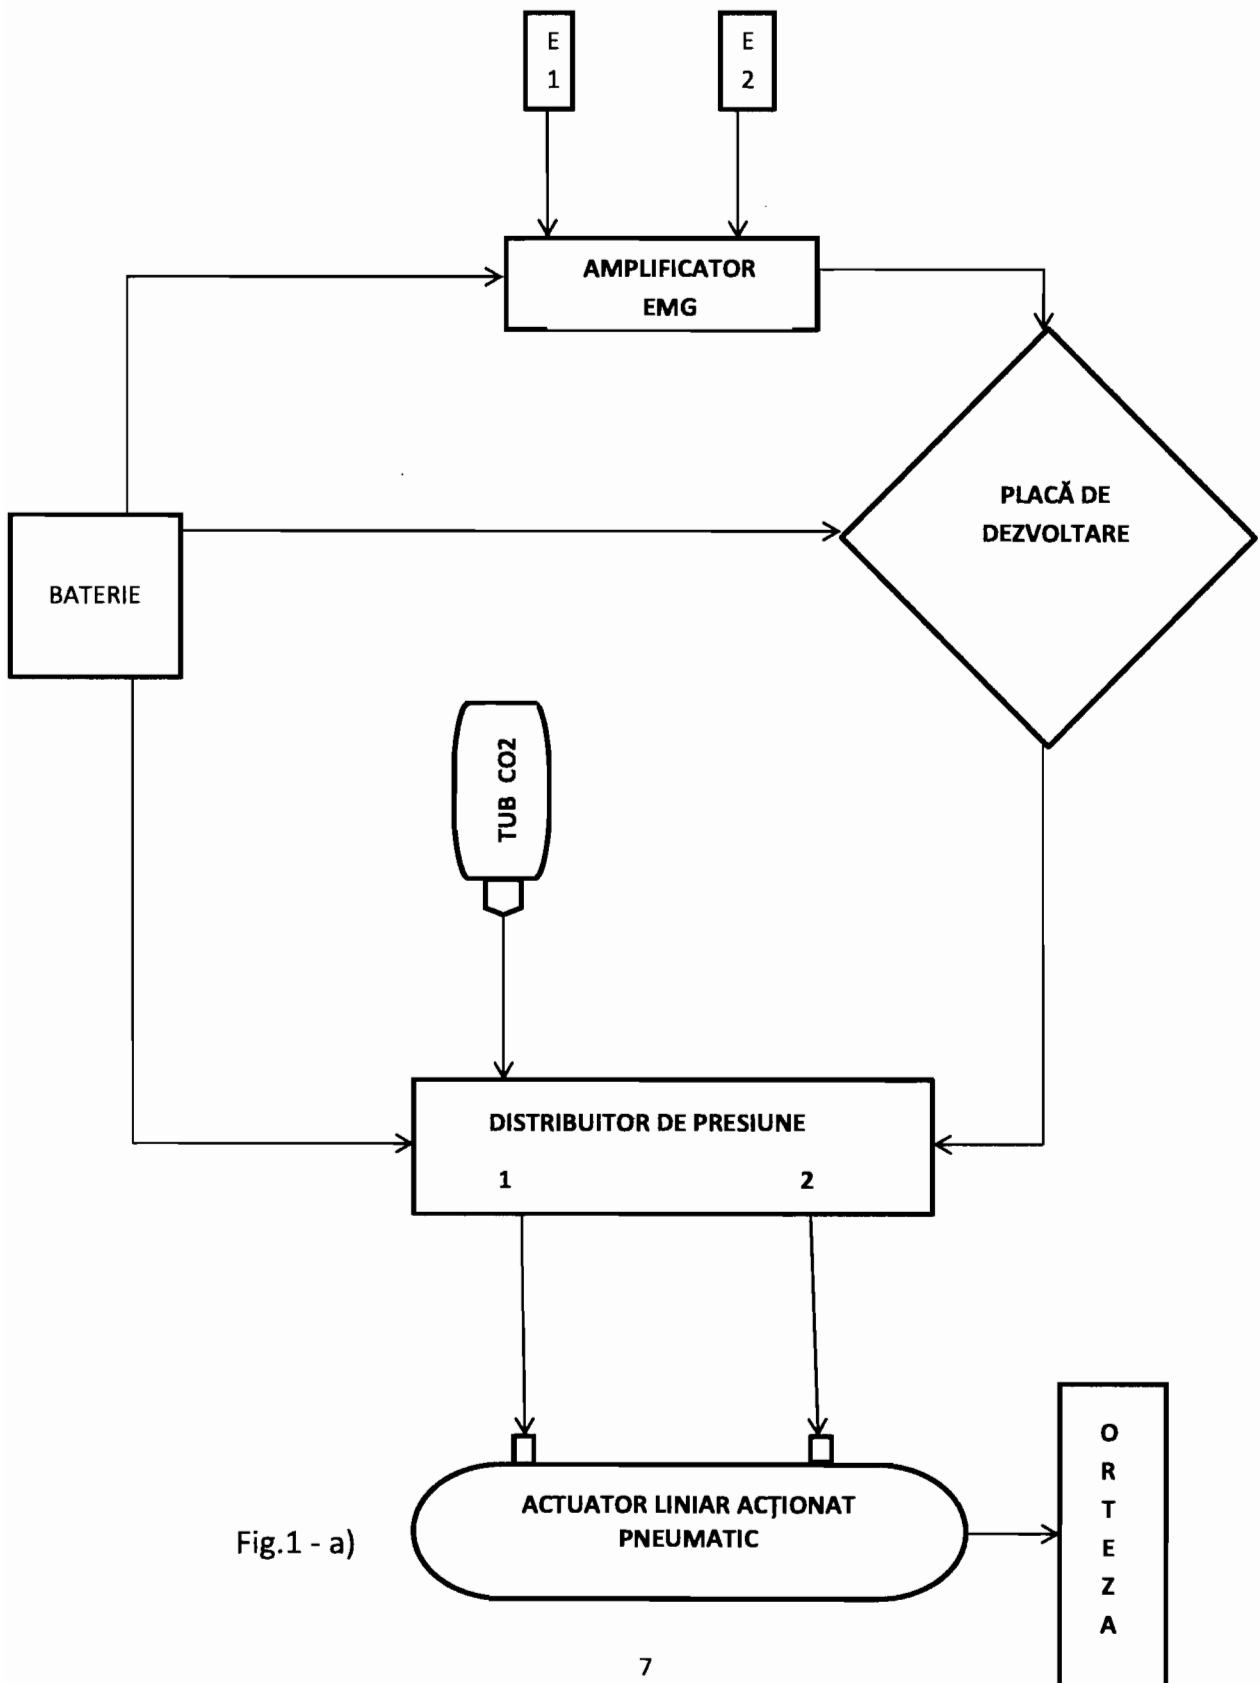 E
1
E
2
AMPLIFICATOR
EMG
PLACĂ DE
DEZVOLTARE
BATERIE
TUB CO2
DISTRIBUITOR DE PRESIUNE
1 2
ACTUATOR LINIAR ACȚIONAT
PNEUMATIC
O
R
T
E
Z
A
Fig.1 - a)
7